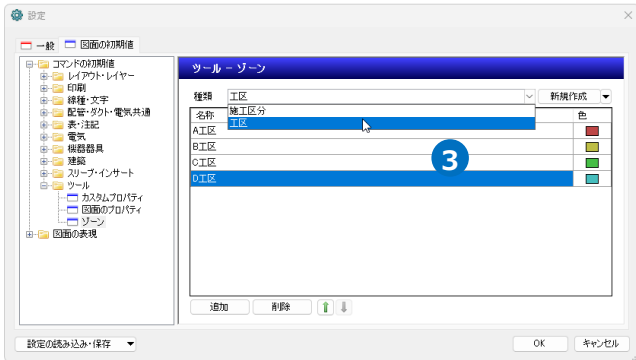 設定
一般
図面の初期値
コマンドの初期値
レイアウト・レイヤー
印刷
線種・文字
配管・ダクト・電気共通
表・注記
電気
機器器具
建築
スリーブ・インサート
ツール
カスタムプロパティ
図面のプロパティ
ゾーン
図面の表現
ツール - ゾーン
種類 工区 新規作成
施工区分
工区
名称 色
A工区
B工区
C工区
D工区
3
追加 削除
設定の読み込み・保存 OK キャンセル